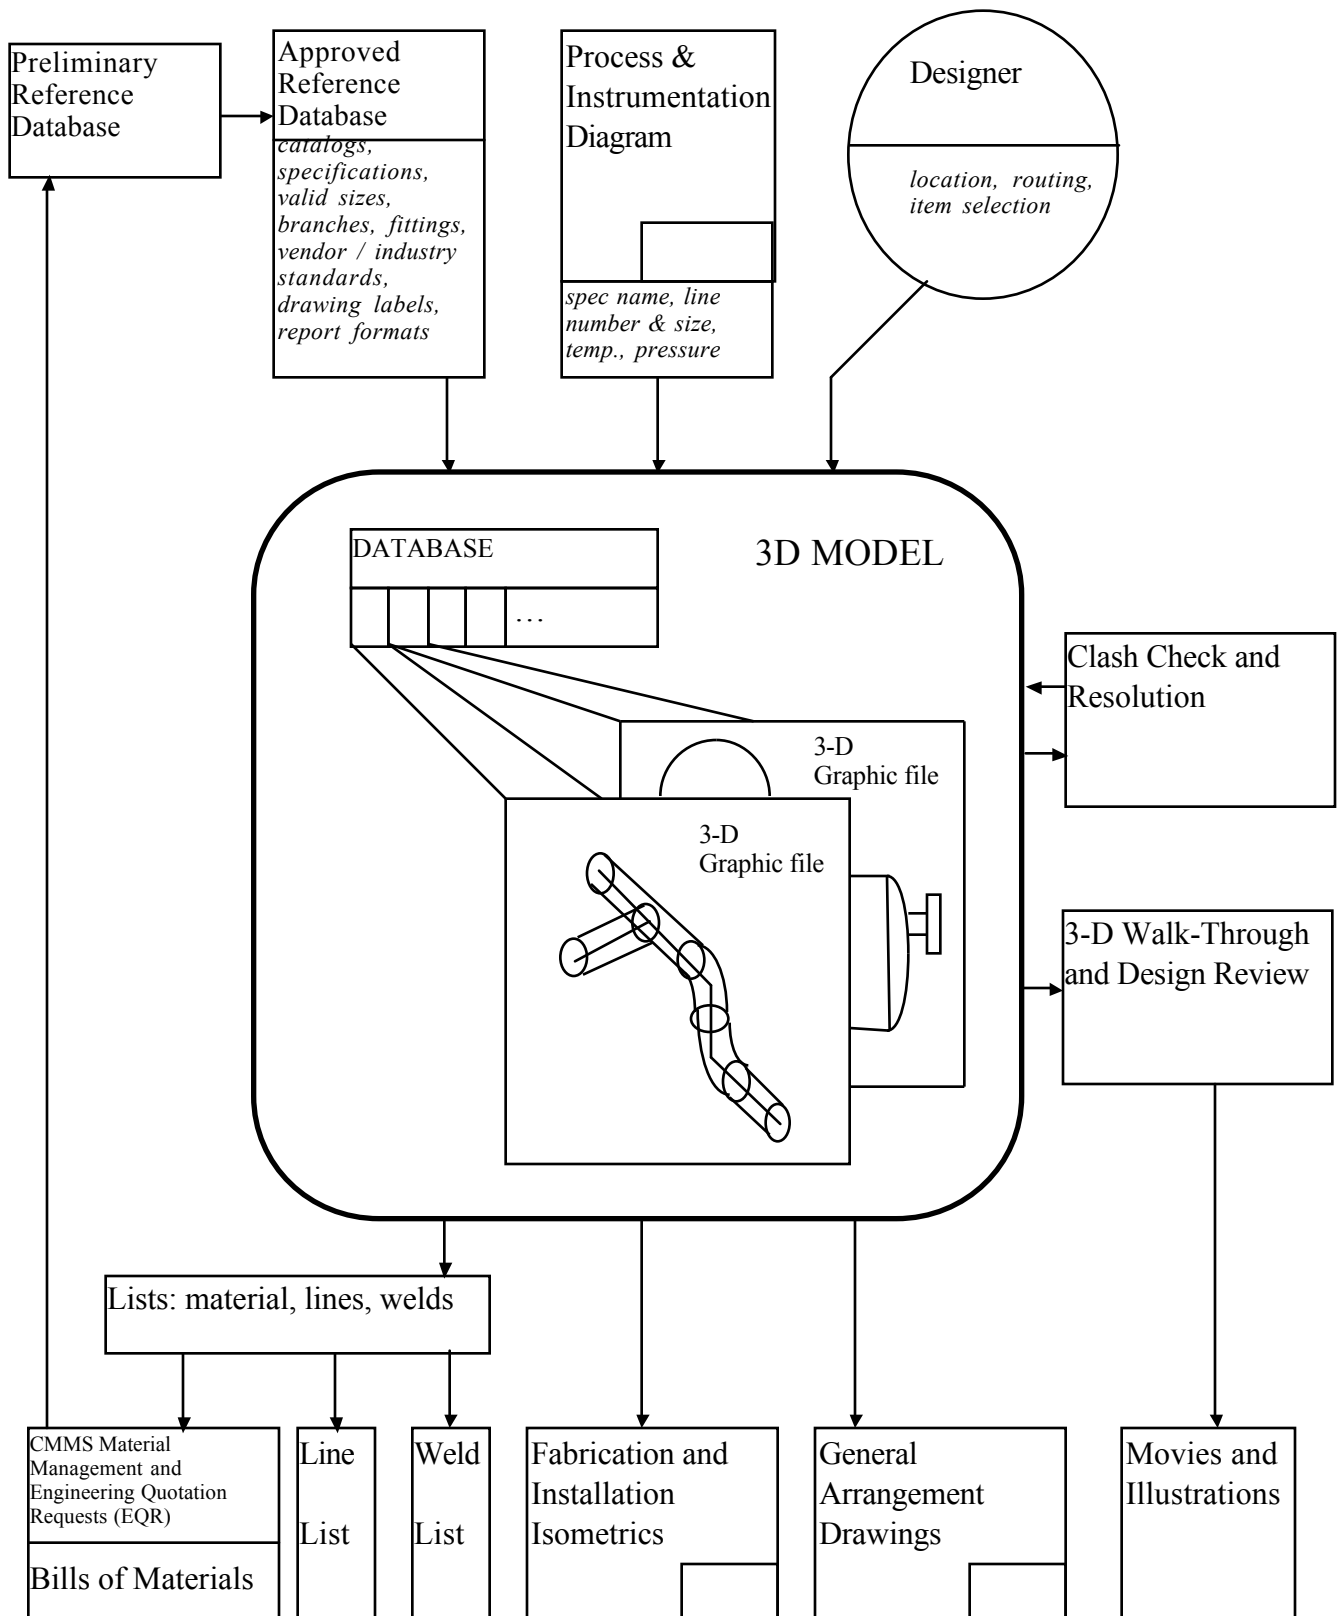 Preliminary
Reference
Database
Approved
Reference
Database
catalogs,
specifications,
valid sizes,
branches, fittings,
vendor / industry
standards,
drawing labels,
report formats
Process &
Instrumentation
Diagram
spec name, line
number & size,
temp., pressure
Designer
location, routing,
item selection
DATABASE
...
3D MODEL
3-D
Graphic file
3-D
Graphic file
Clash Check and
Resolution
3-D Walk-Through
and Design Review
Lists: material, lines, welds
CMMS Material
Management and
Engineering Quotation
Requests (EQR)
Bills of Materials
Line
List
Weld
List
Fabrication and
Installation
Isometrics
General
Arrangement
Drawings
Movies and
Illustrations